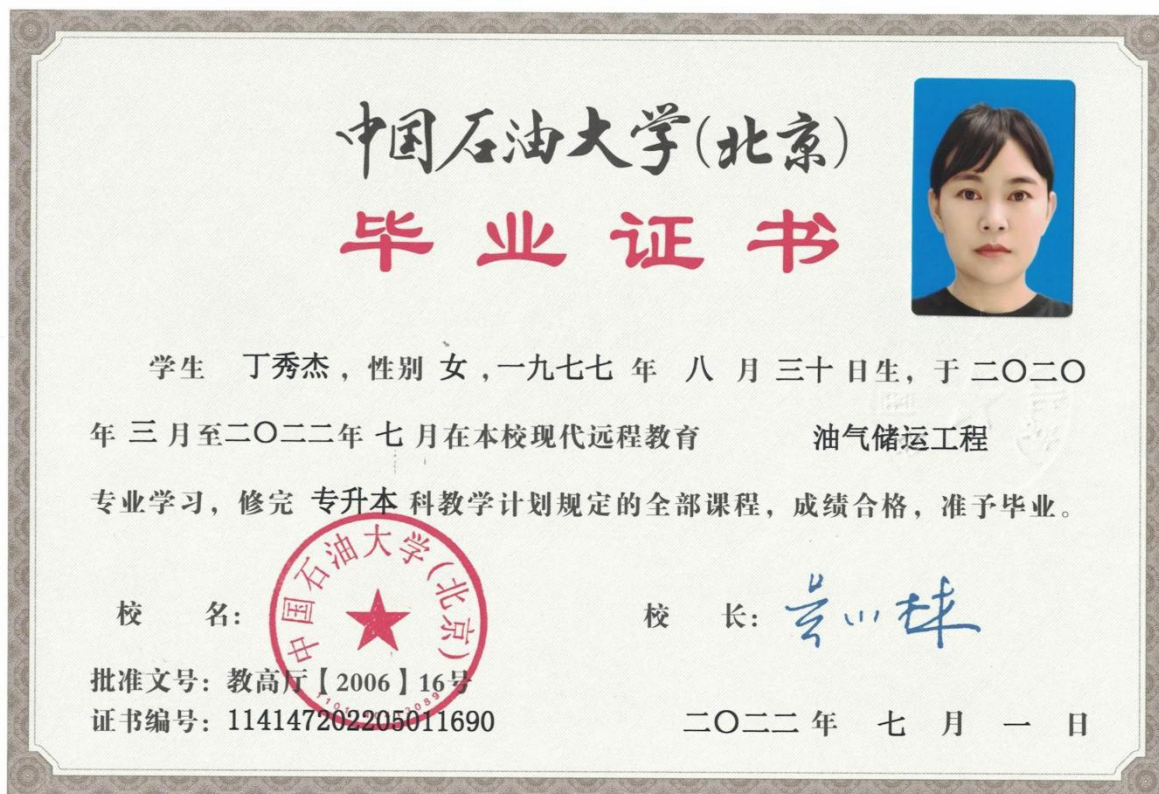 中国石油大学(北京)
毕业证书
学生 丁秀杰，性别 女，一九七七 年 八 月 三十 日生，于 二〇二〇
年 三 月至二〇二二年 七 月在本校现代远程教育 油气储运工程
专业学习，修完 专升本 科教学计划规定的全部课程，成绩合格，准予毕业。
校 名：
中国石油大学(北京)
校 长：
批准文号：教高厅【2006】16号
证书编号：114147202205011690
二〇二二 年 七 月 一 日